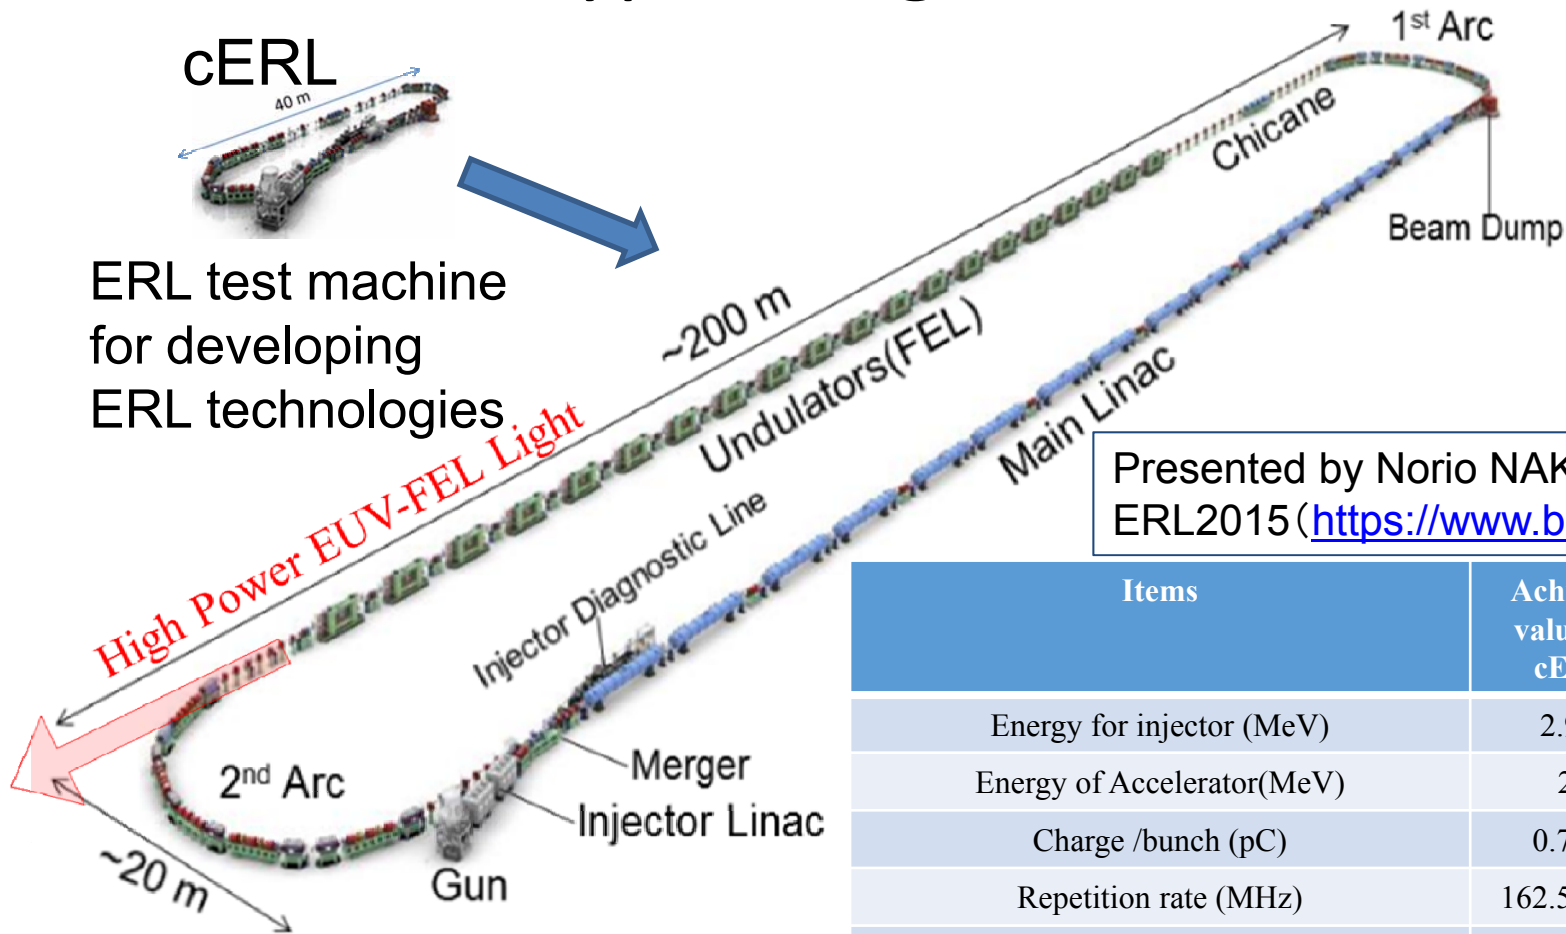 cERL
40 m
ERL test machine
for developing
ERL technologies
1st Arc
Chicane
Beam Dump
~200 m
Undulators(FEL)
Main Linac
High Power EUV-FEL Light
Injector Diagnostic Line
Merger
Injector Linac
Gun
2nd Arc
~20 m
Presented by Norio
ERL2015（https://www.b
Items
Energy for injector (MeV)
Energy of Accelerator(MeV)
Charge /bunch (pC)
Repetition rate (MHz)
162.5